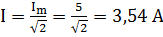 I = Iₘ/√2 = 5/√2 = 3,54 A